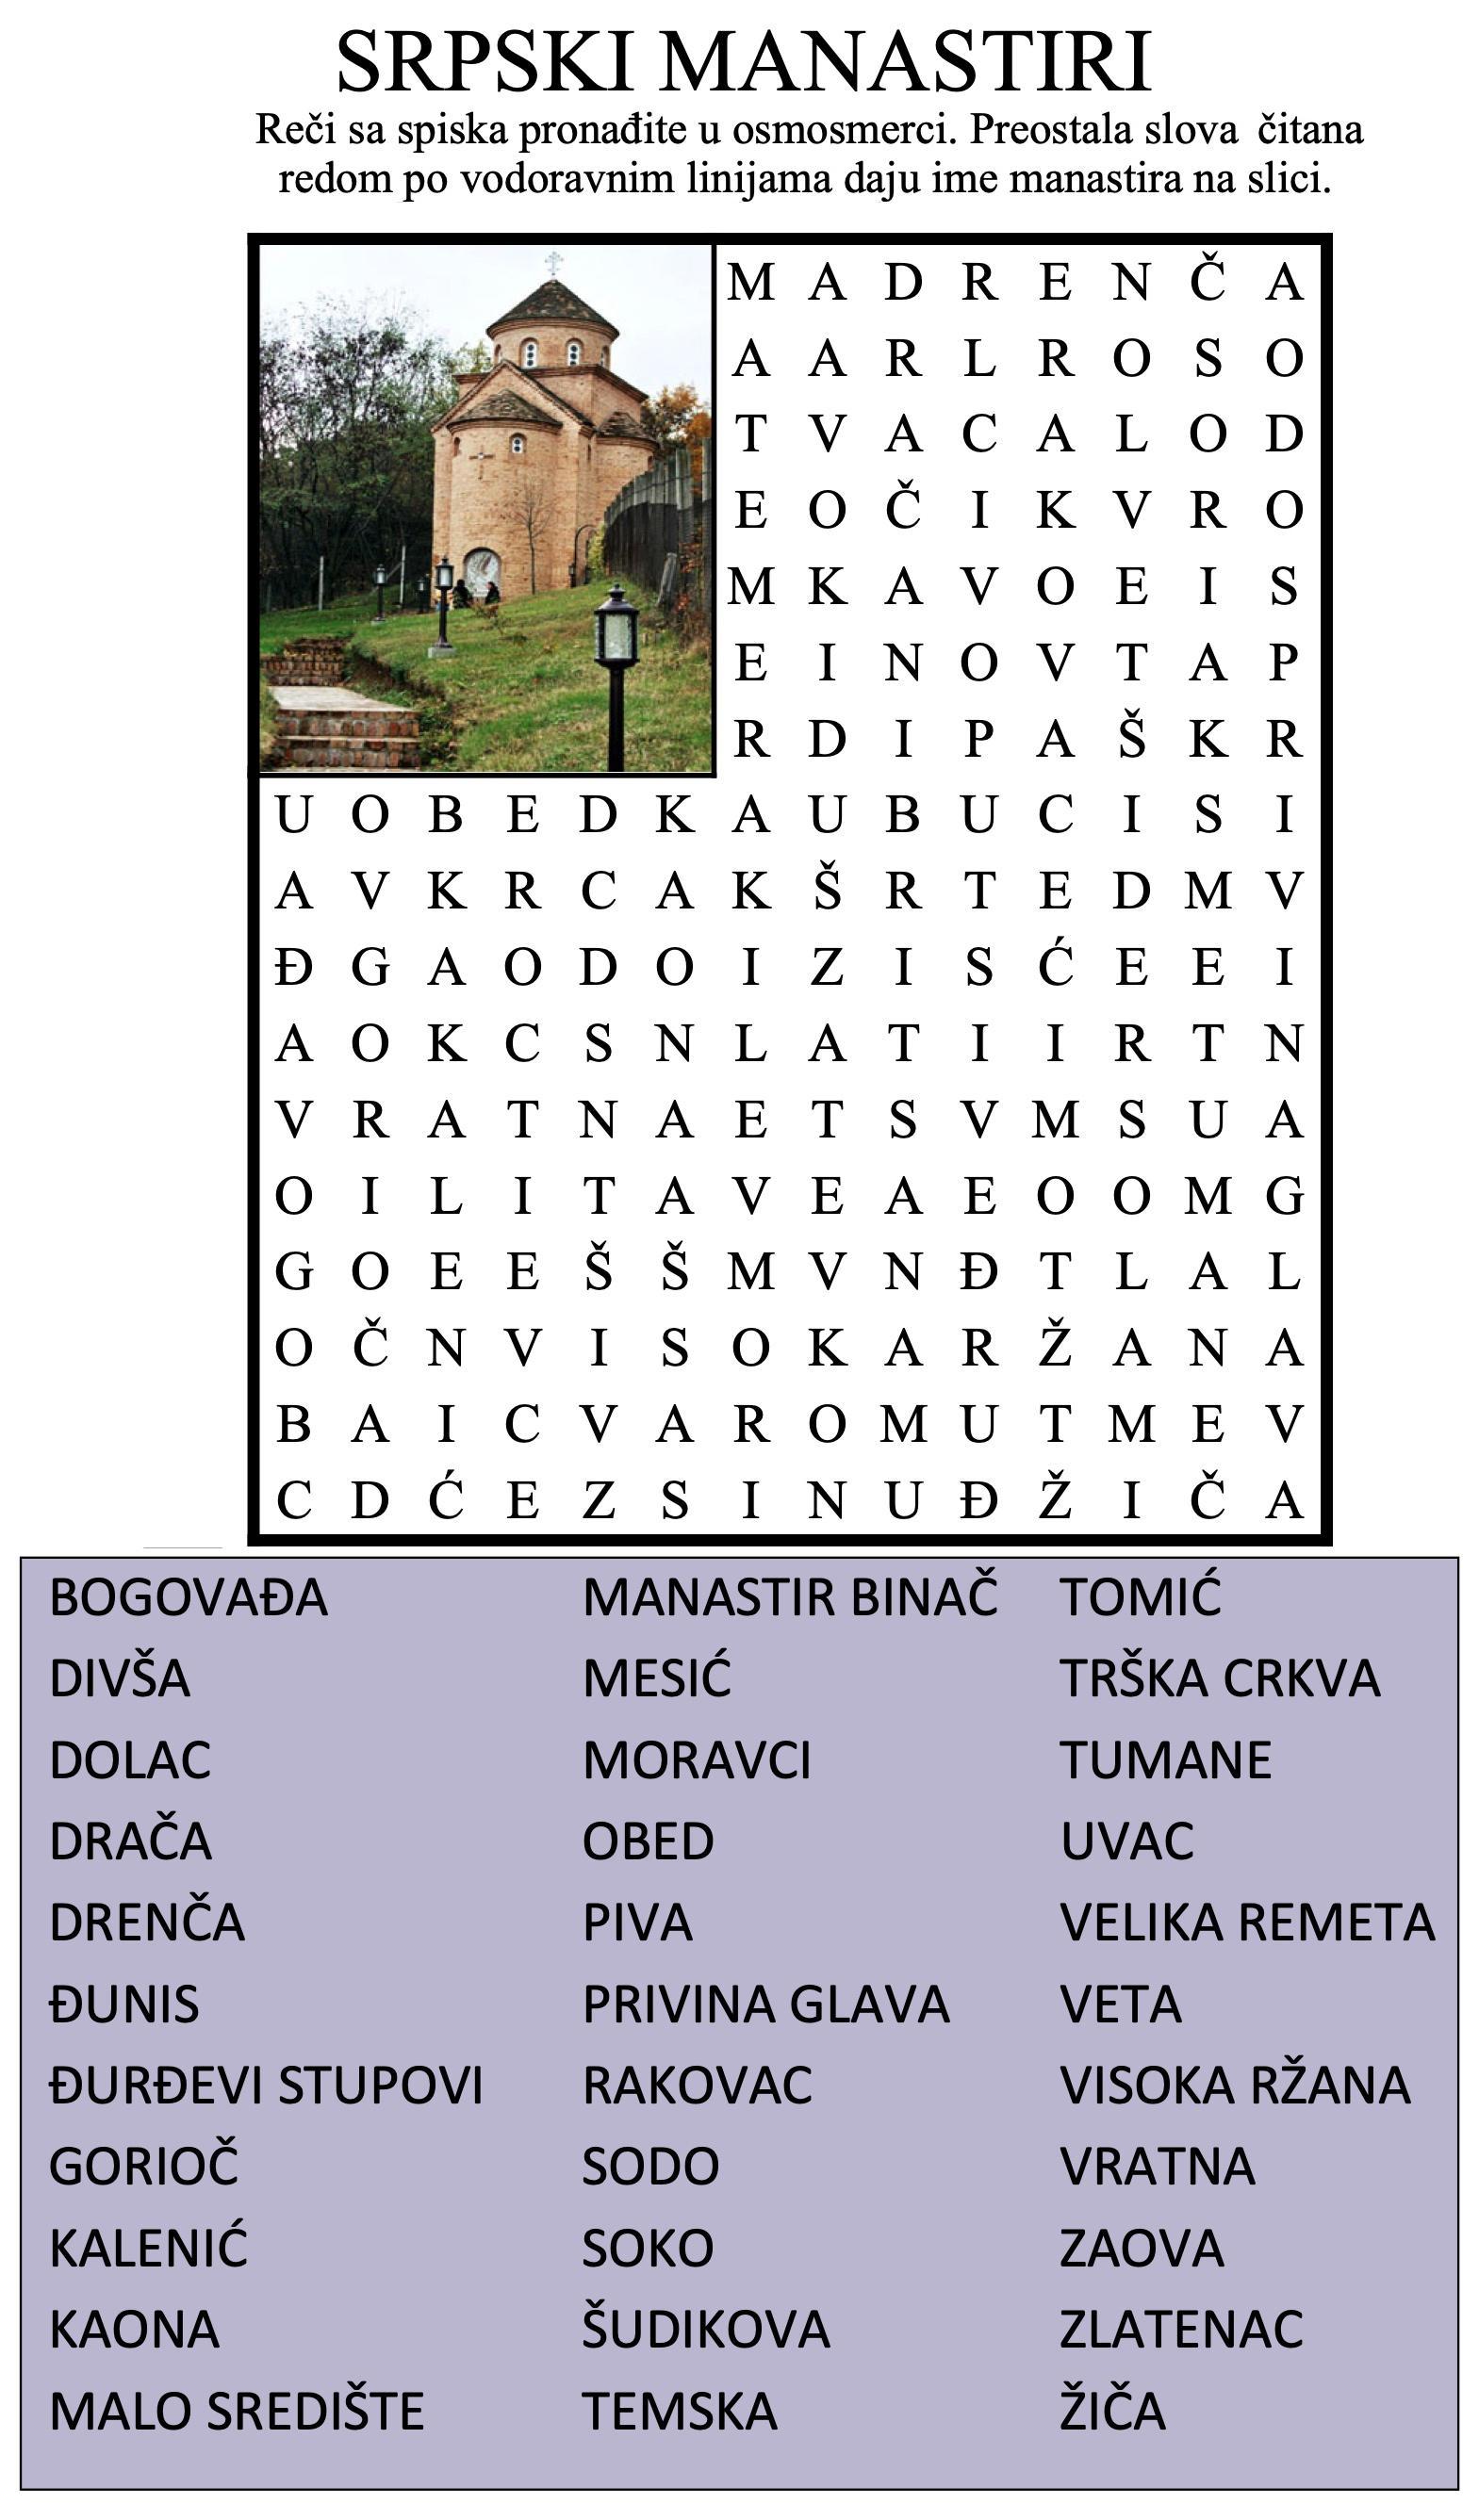 SRPSKI MANASTIRI
Reči sa spiska pronađite u osmosmerci. Preostala slova čitana
redom po vodoravnim linijama daju ime manastira na slici.
M A D R E N Č A
A A R L R O S O
T V A C A L O D
E O Č I K V R O
M K A V O E I S
E I N O V T A P
R D I P A Š K R
U O B E D K A U B U C I S I
A V K R C A K Š R T E D M V
Đ G A O D O I Z I S Ć E E I
A O K C S N L A T I I R T N
V R A T N A E T S V M S U A
O I L I T A V E A E O O M G
G O E E Š Š M V N Đ T L A L
O Č N V I S O K A R Ž A N A
B A I C V A R O M U T M E V
C D Ć E Z S I N U Đ Ž I Č A
BOGOVAĐA
DIVŠA
DOLAC
DRAČA
DRENČA
ĐUNIS
ĐURĐEVI STUPOVI
GORIOČ
KALENIĆ
KAONA
MALO SREDIŠTE
MANASTIR BINAČ
MESIĆ
MORAVCI
OBED
PIVA
PRIVINA GLAVA
RAKOVAC
SODO
SOKO
ŠUDIKOVA
TEMSKA
TOMIĆ
TRŠKA CRKVA
TUMANE
UVAC
VELIKA REMETA
VETA
VISOKA RŽANA
VRATNA
ZAOVA
ZLATENAC
ŽIČA